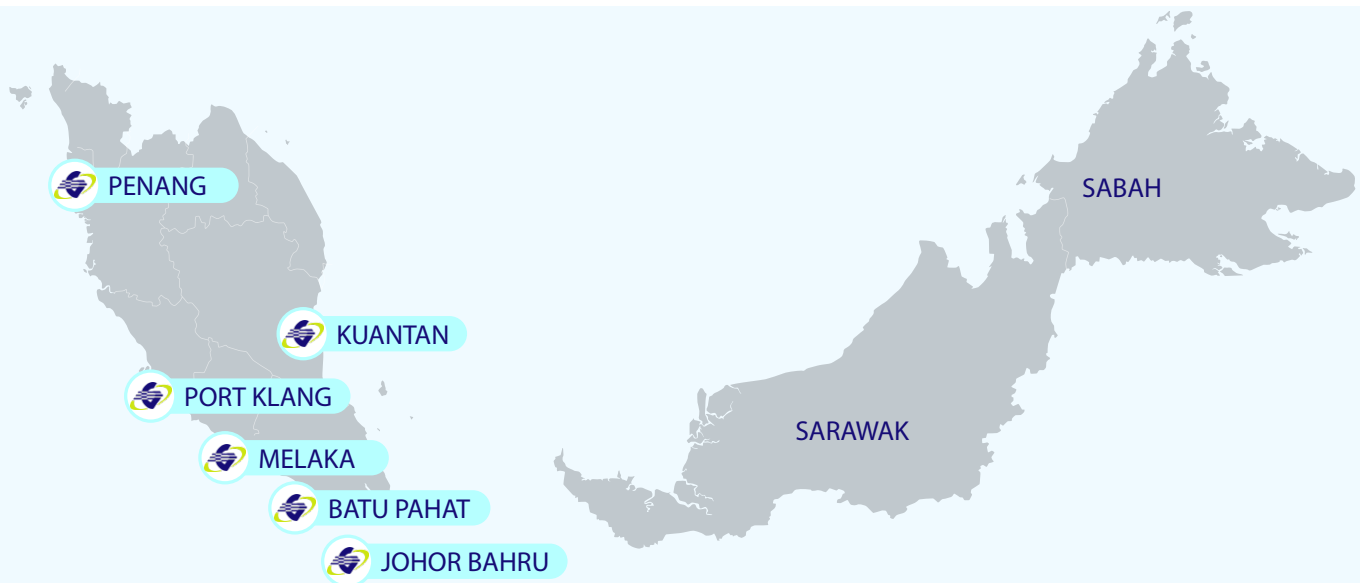 PENANG
SABAH
KUANTAN
PORT KLANG
SARAWAK
MELAKA
BATU PAHAT
JOHOR BAHRU